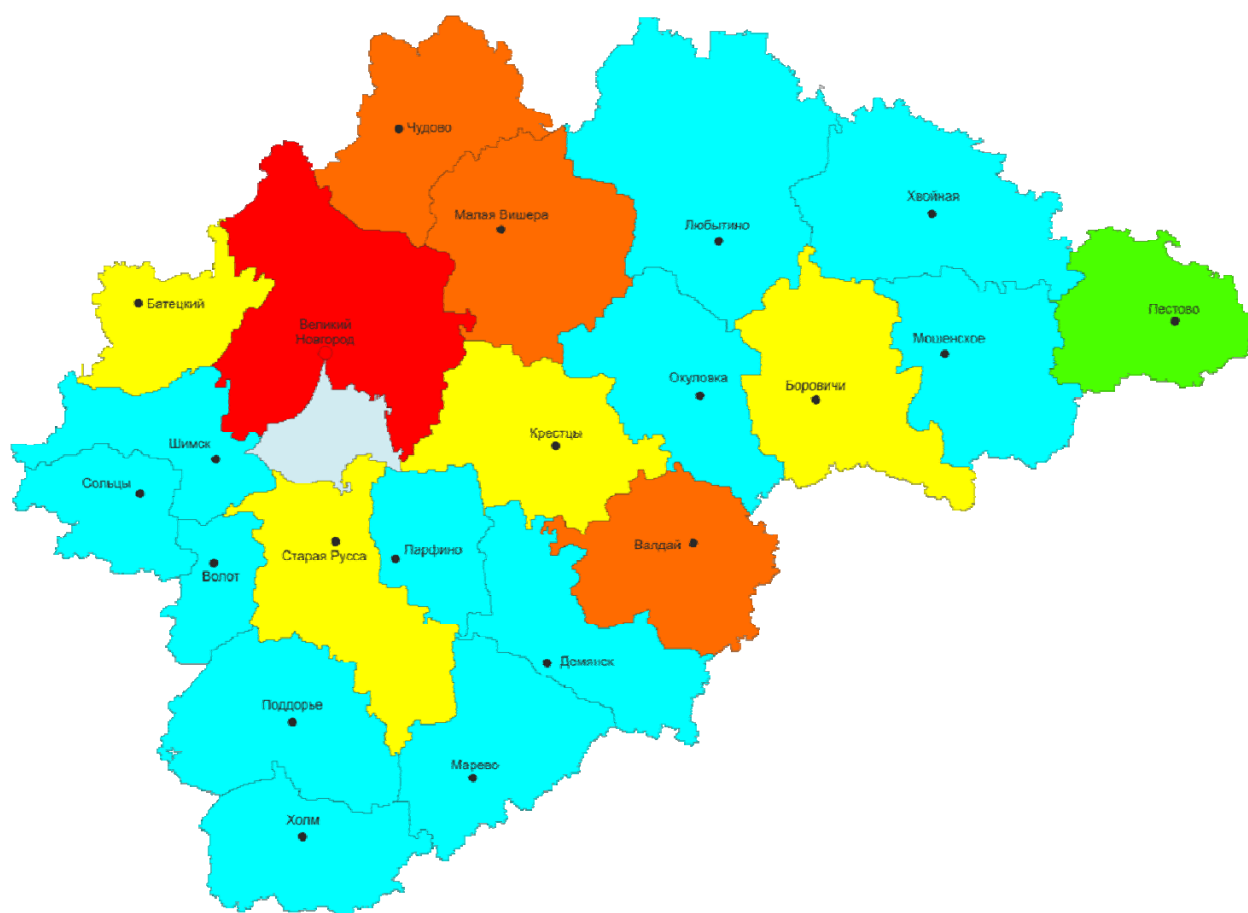 Чудово
Малая Вишера
Хвойная
Любытино
Батецкий
Пестово
Великий
Новгород
Мошенское
Окуловка
Боровичи
Крестцы
Шимск
Сольцы
Валдай
Старая Русса
Парфино
Волот
Демянск
Поддорье
Марево
Холм